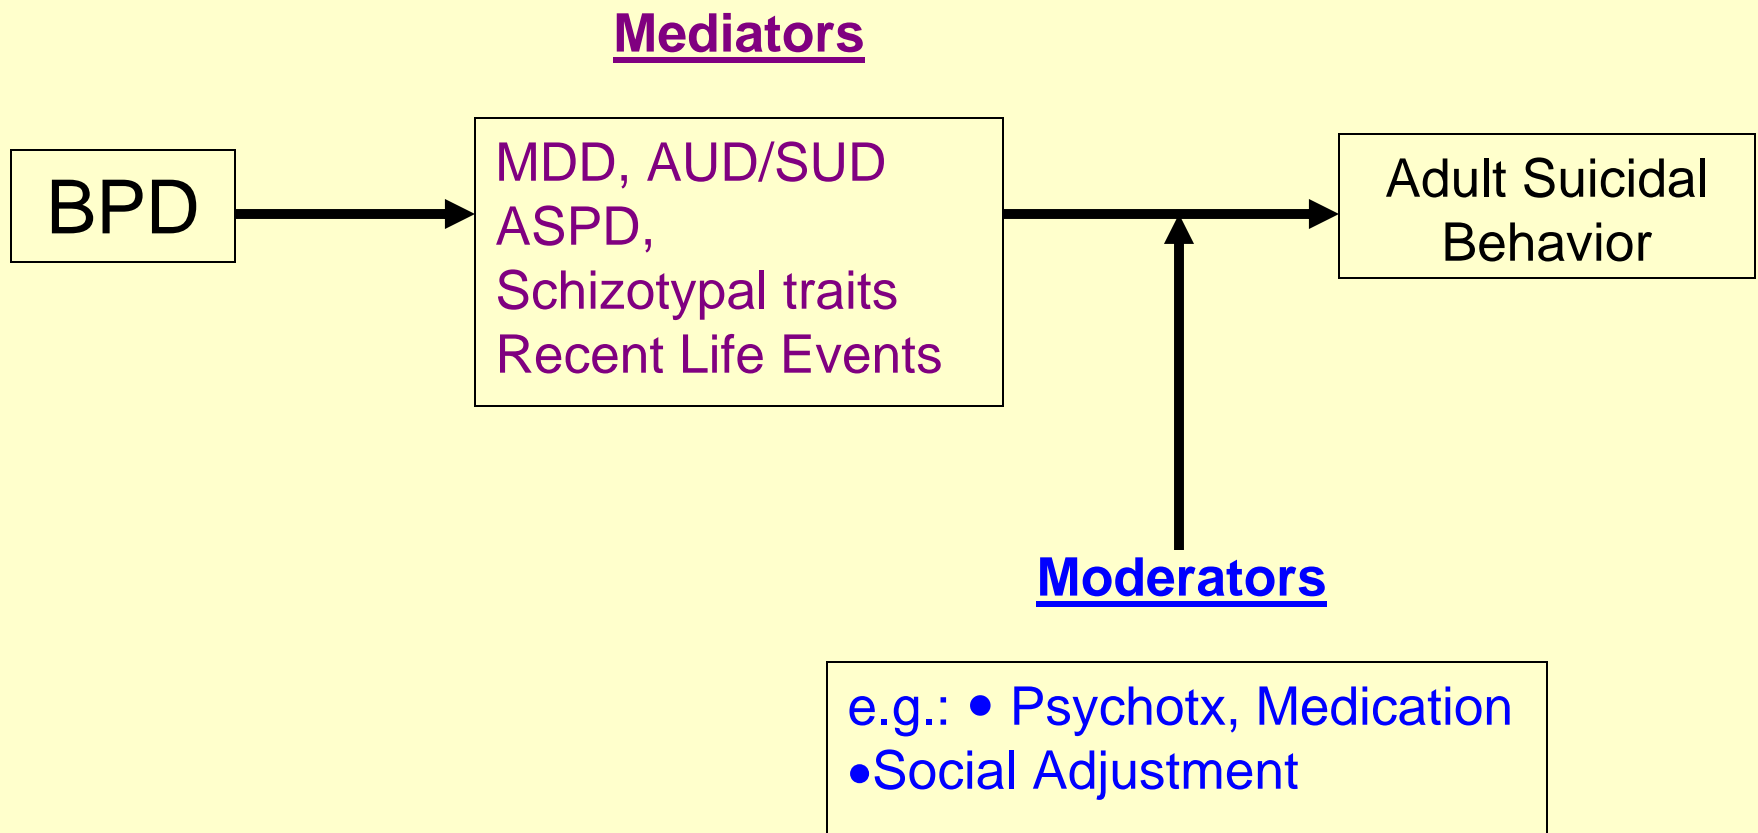 Mediators
BPD
MDD, AUD/SUD
ASPD,
Schizotypal traits
Recent Life Events
Adult Suicidal
Behavior
Moderators
e.g.: • Psychotx, Medication
•Social Adjustment